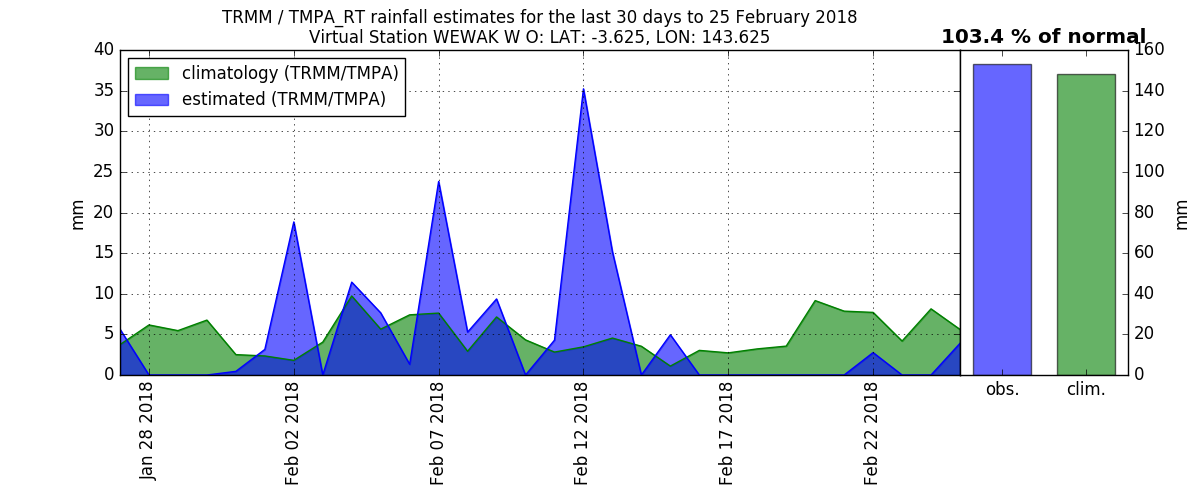 TRMM / TMPA_RT rainfall estimates for the last 30 days to 25 February 2018
Virtual Station WEWAK W O: LAT: -3.625, LON: 143.625
103.4 % of normal
climatology (TRMM/TMPA)
estimated (TRMM/TMPA)
mm
40
35
30
25
20
15
10
5
0
Jan 28 2018
Feb 02 2018
Feb 07 2018
Feb 12 2018
Feb 17 2018
Feb 22 2018
160
140
120
100
80
60
40
20
0
mm
obs.
clim.